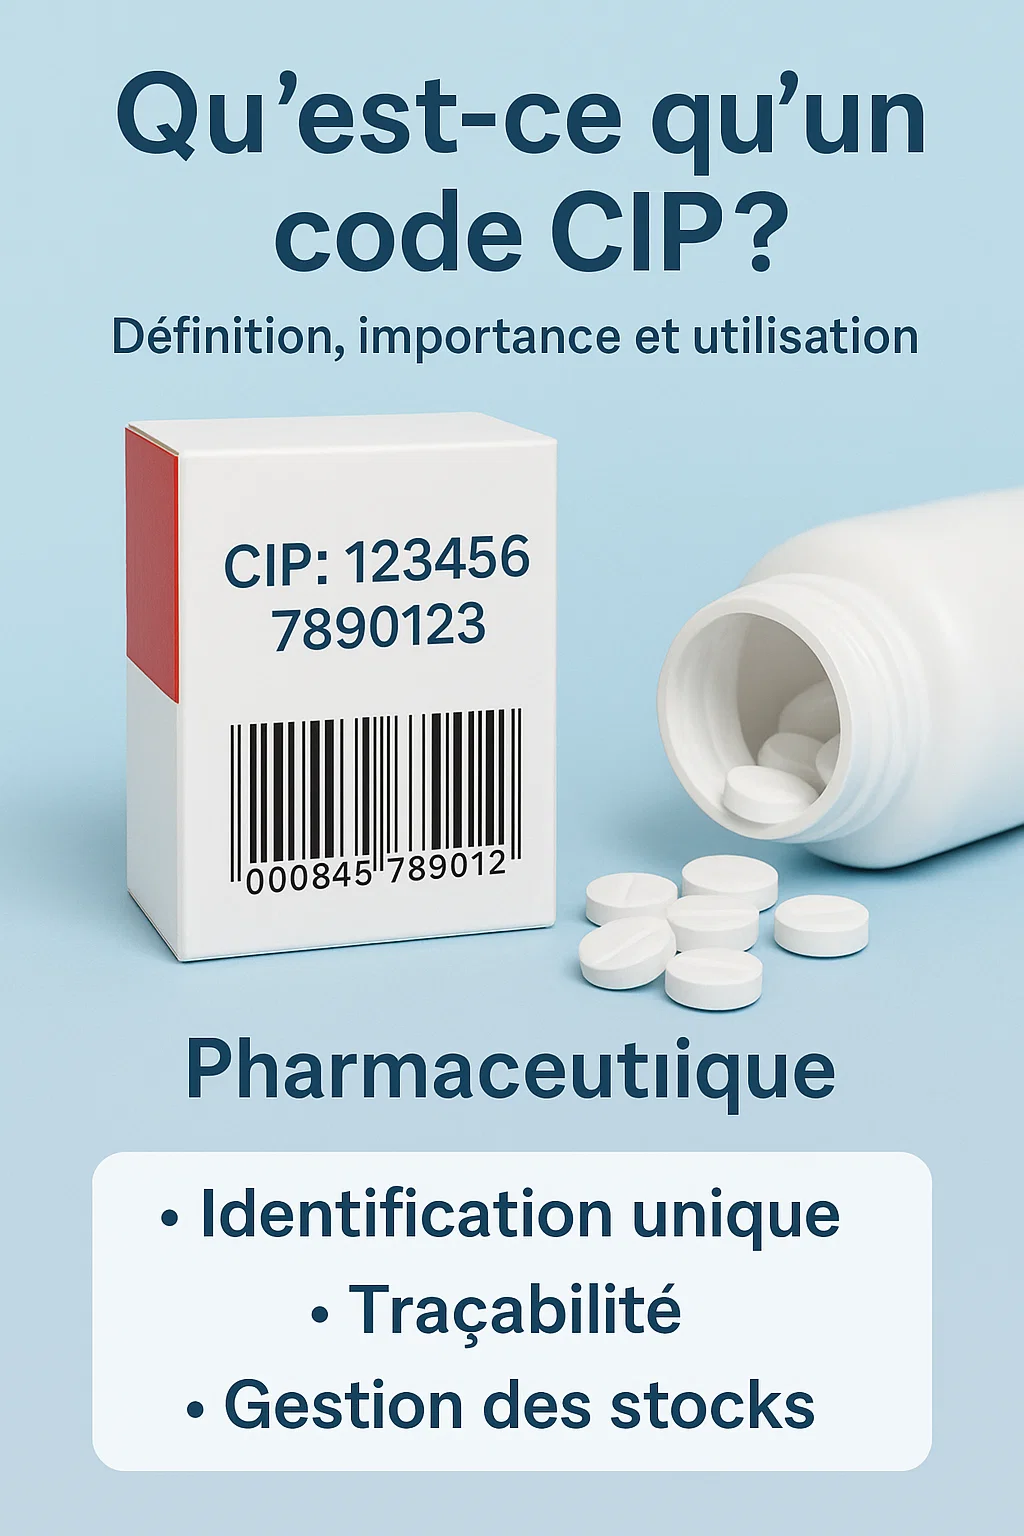 Qu’est-ce qu’un
code CIP?
Définition, importance et utilisation
CIP: 123456
7890123
000845 789012
Pharmaceutıique
• Identification unique
• Traçabilité
• Gestion des stocks